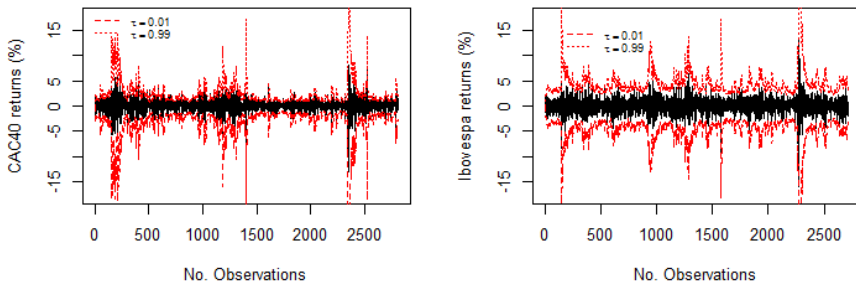 τ = 0.01
τ = 0.99
CAC40 returns (%)
15
5
0
-5
-15
0 500 1000 1500 2000 2500
No. Observations
τ = 0.01
τ = 0.99
Ibovespa returns (%)
15
5
0
-5
-15
0 500 1000 1500 2000 2500
No. Observations